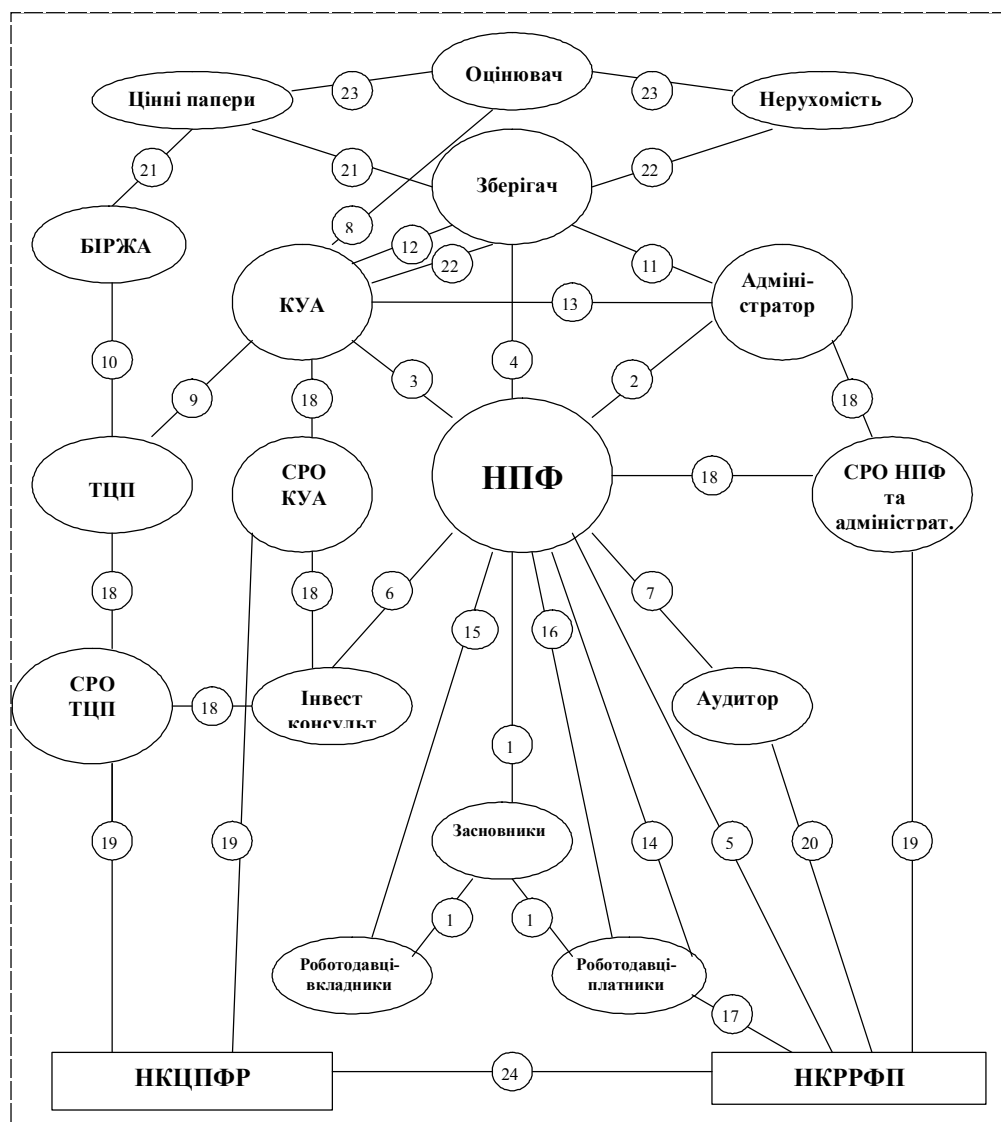 Оцінювач
23
23
Цінні папери
Нерухомість
21
21
22
Зберігач
8
12
БІРЖА
22
11
КУА
13
Адміні-
стратор
10
9
3
4
2
18
18
СРО
КУА
НПФ
18
СРО НПФ
та
адміністрат.
ТЦП
18
18
6
7
15
16
СРО
ТЦП
18
Інвест
консульт
Аудитор
1
Засновники
19
19
14
5
20
19
1
1
Роботодавці-
вкладники
Роботодавці-
платники
17
НКЦПФР
24
НКРРФП